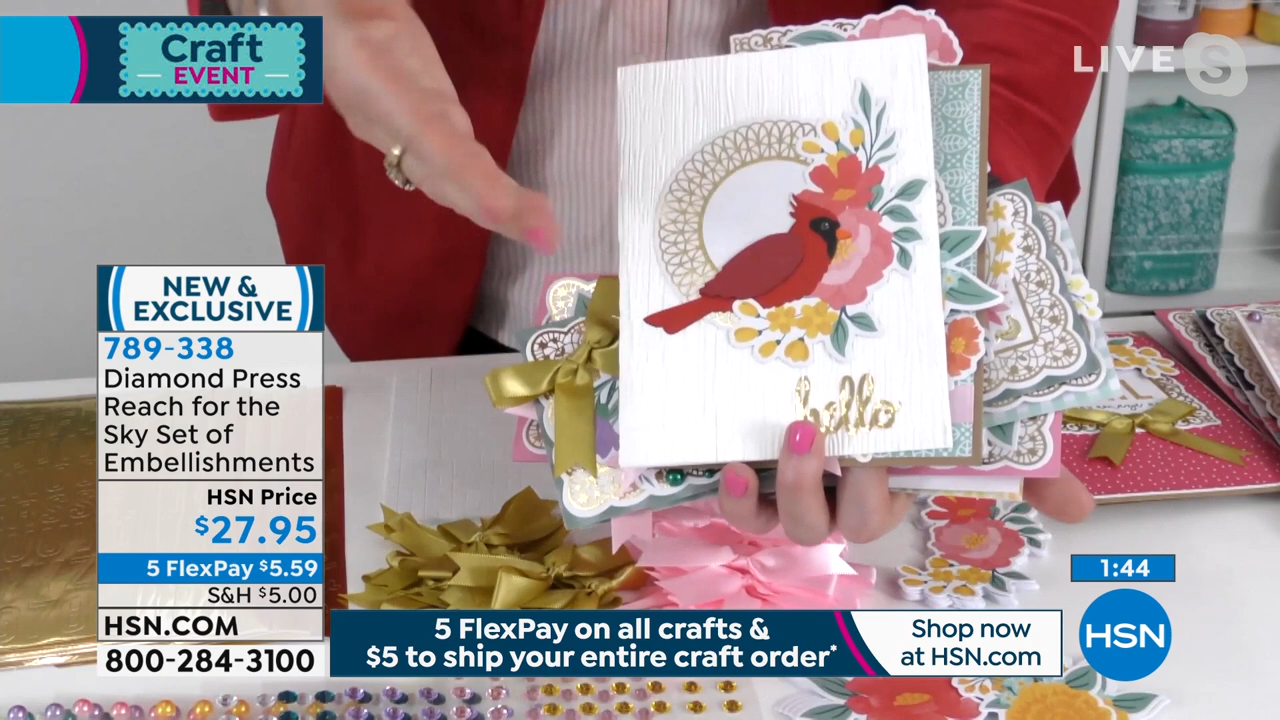 Craft
EVENT
LIVE S
NEW &
EXCLUSIVE
789-338
Diamond Press
Reach for the
Sky Set of
Embellishments
HSN Price
$27.95
5 FlexPay $5.59
S&H $5.00
HSN.COM
800-284-3100
hello
1:44
5 FlexPay on all crafts &
$5 to ship your entire craft order*
Shop now
at HSN.com
HSN